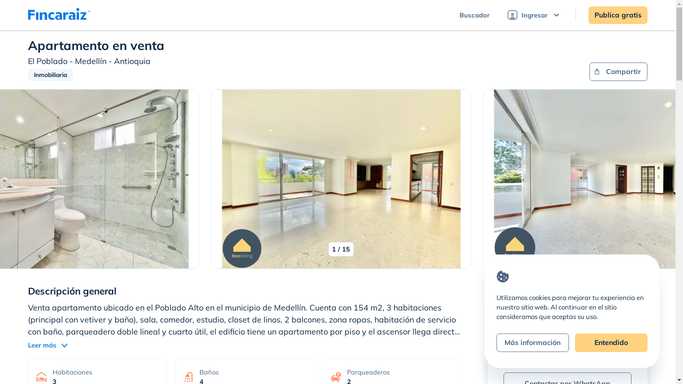 Fincaraiz
Buscador
Ingresar
Publica gratis
Apartamento en venta
El Poblado - Medellín - Antioquia
Inmobiliaria
Compartir
1 / 15
Descripción general
Venta apartamento ubicado en el Poblado Alto en el municipio de Medellín. Cuenta con 154 m2, 3 habitaciones
(principal con vetiver y baño), sala, comedor, estudio, closet de linos, 2 balcones, zona ropas, habitación de servicio
con baño, parqueadero doble lineal y cuarto útil, el edificio tiene un apartamento por piso y el ascensor llega direct...
Leer más
Habitaciones
3
Baños
4
Parqueaderos
2
Utilizamos cookies para mejorar tu experiencia en
nuestro sitio web. Al continuar en el sitio
consideramos que aceptas su uso.
Más información
Entendido
Contactar por WhatsApp